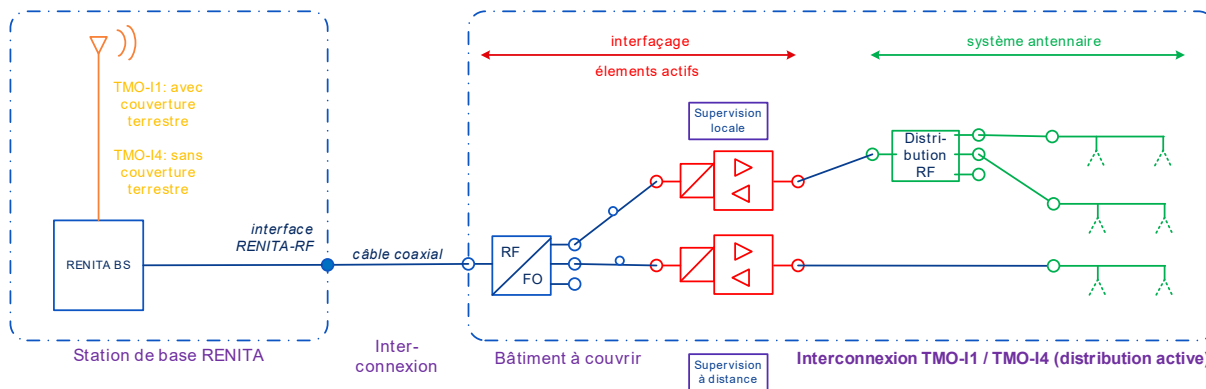 TMO-I1: avec
couverture
terrestre
TMO-I4: sans
couverture
terrestre
RENITA BS
interface
RENITA-RF
Station de base RENITA
câble coaxial
Inter-
connexion
interfaçage
élements actifs
système antennaire
Supervision
locale
Distri-
bution
RF
RF
FO
Bâtiment à couvrir
Supervision
à distance
Interconnexion TMO-I1 / TMO-I4 (distribution active)